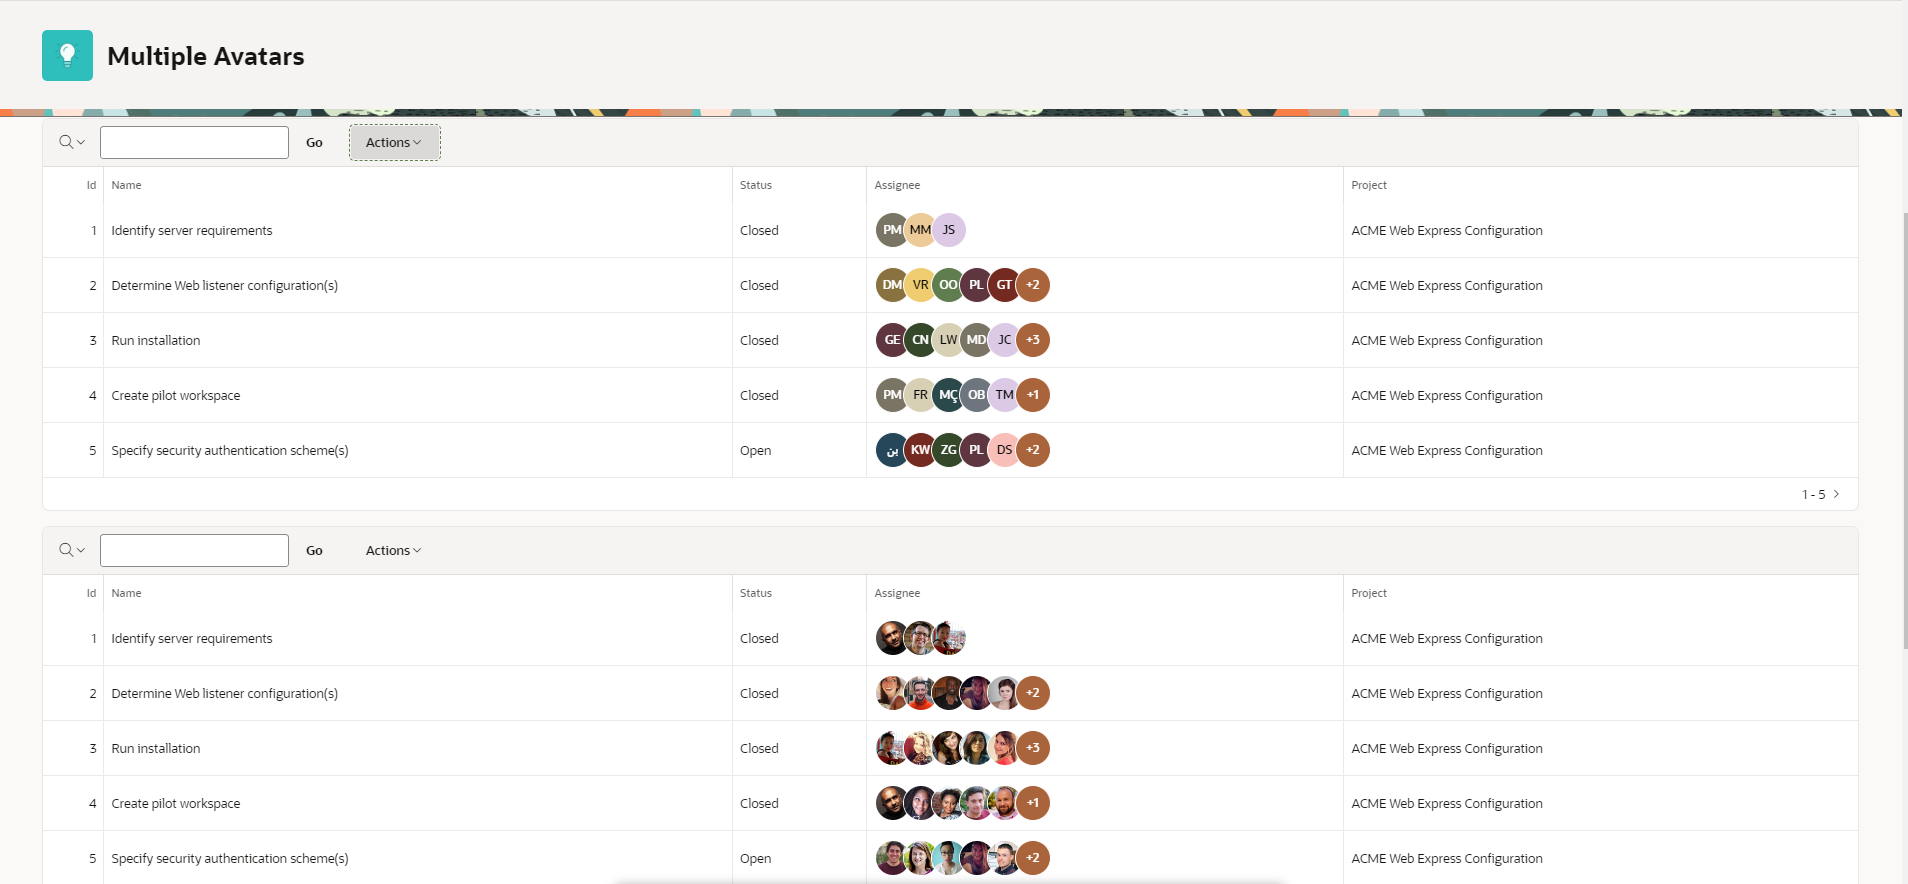 Multiple Avatars
Go Actions
Id Name Status Assignee Project
1 Identify server requirements Closed PM MM JS ACME Web Express Configuration
2 Determine Web listener configuration(s) Closed DM VR OO PL GT +2 ACME Web Express Configuration
3 Run installation Closed GE CN LW MD JC +3 ACME Web Express Configuration
4 Create pilot workspace Closed PM FR MÇ OB TM +1 ACME Web Express Configuration
5 Specify security authentication scheme(s) Open KW ZG PL DS +2 ACME Web Express Configuration
1 - 5
Go Actions
Id Name Status Assignee Project
1 Identify server requirements Closed ACME Web Express Configuration
2 Determine Web listener configuration(s) Closed +2 ACME Web Express Configuration
3 Run installation Closed +3 ACME Web Express Configuration
4 Create pilot workspace Closed +1 ACME Web Express Configuration
5 Specify security authentication scheme(s) Open +2 ACME Web Express Configuration